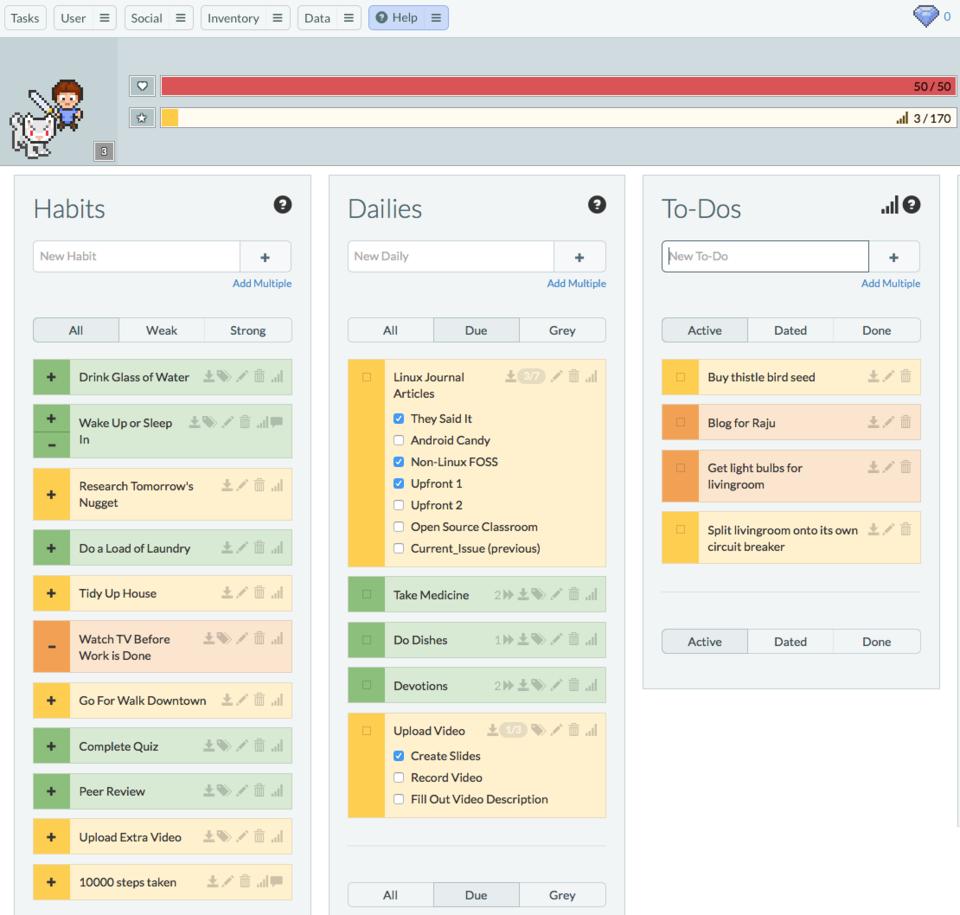 Tasks
User
Social
Inventory
Data
Help
0
50 / 50
3 / 170
3
Habits
New Habit
+
Add Multiple
All
Weak
Strong
+
Drink Glass of Water
+
-
Wake Up or Sleep
In
+
Research Tomorrow's
Nugget
+
Do a Load of Laundry
+
Tidy Up House
-
Watch TV Before
Work is Done
+
Go For Walk Downtown
+
Complete Quiz
+
Peer Review
+
Upload Extra Video
+
10000 steps taken
Dailies
New Daily
+
Add Multiple
All
Due
Grey
Linux Journal
Articles
3/7
They Said It
Android Candy
Non-Linux FOSS
Upfront 1
Upfront 2
Open Source Classroom
Current_Issue (previous)
Take Medicine
2
Do Dishes
1
Devotions
2
Upload Video
1/3
Create Slides
Record Video
Fill Out Video Description
All
Due
Grey
To-Dos
New To-Do
+
Add Multiple
Active
Dated
Done
Buy thistle bird seed
Blog for Raju
Get light bulbs for
livingroom
Split livingroom onto its own
circuit breaker
Active
Dated
Done